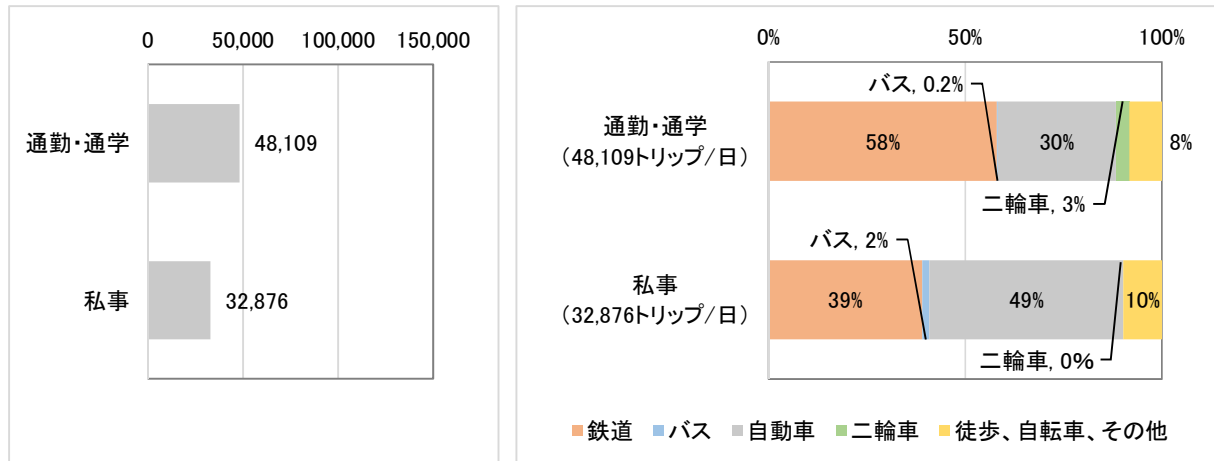 0 50,000 100,000 150,000
通勤・通学
48,109
私事
32,876
0% 50% 100%
バス, 0.2%
通勤・通学
(48,109トリップ/日)
58% 30% 8%
二輪車, 3%
バス, 2%
私事
(32,876トリップ/日)
39% 49% 10%
二輪車, 0%
鉄道 バス 自動車 二輪車 徒歩、自転車、その他